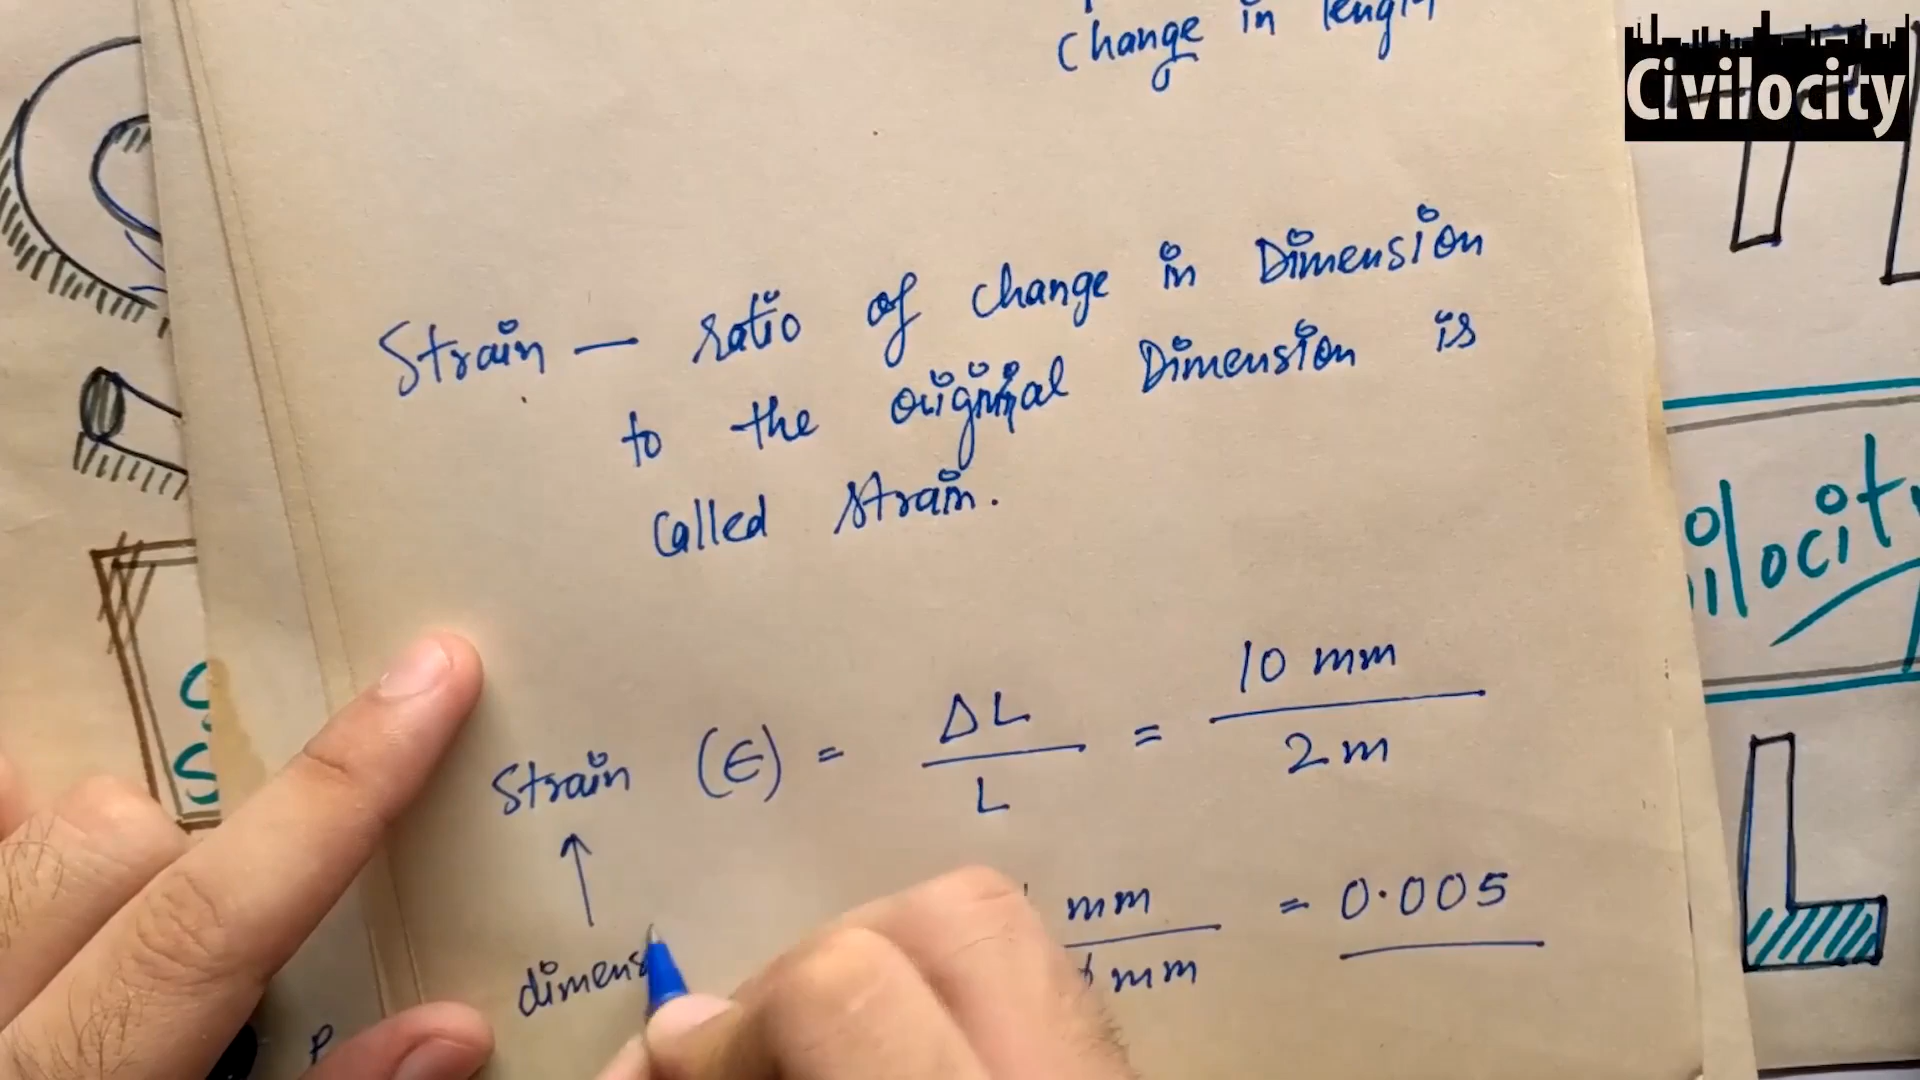 change in length
Civilocity
Strain — ratio of change in Dimension
to the original Dimension is
called strain.
ilocity
Strain (ϵ) = ΔL / L = 10 mm / 2 m
mm / mm = 0.005
dimens
P